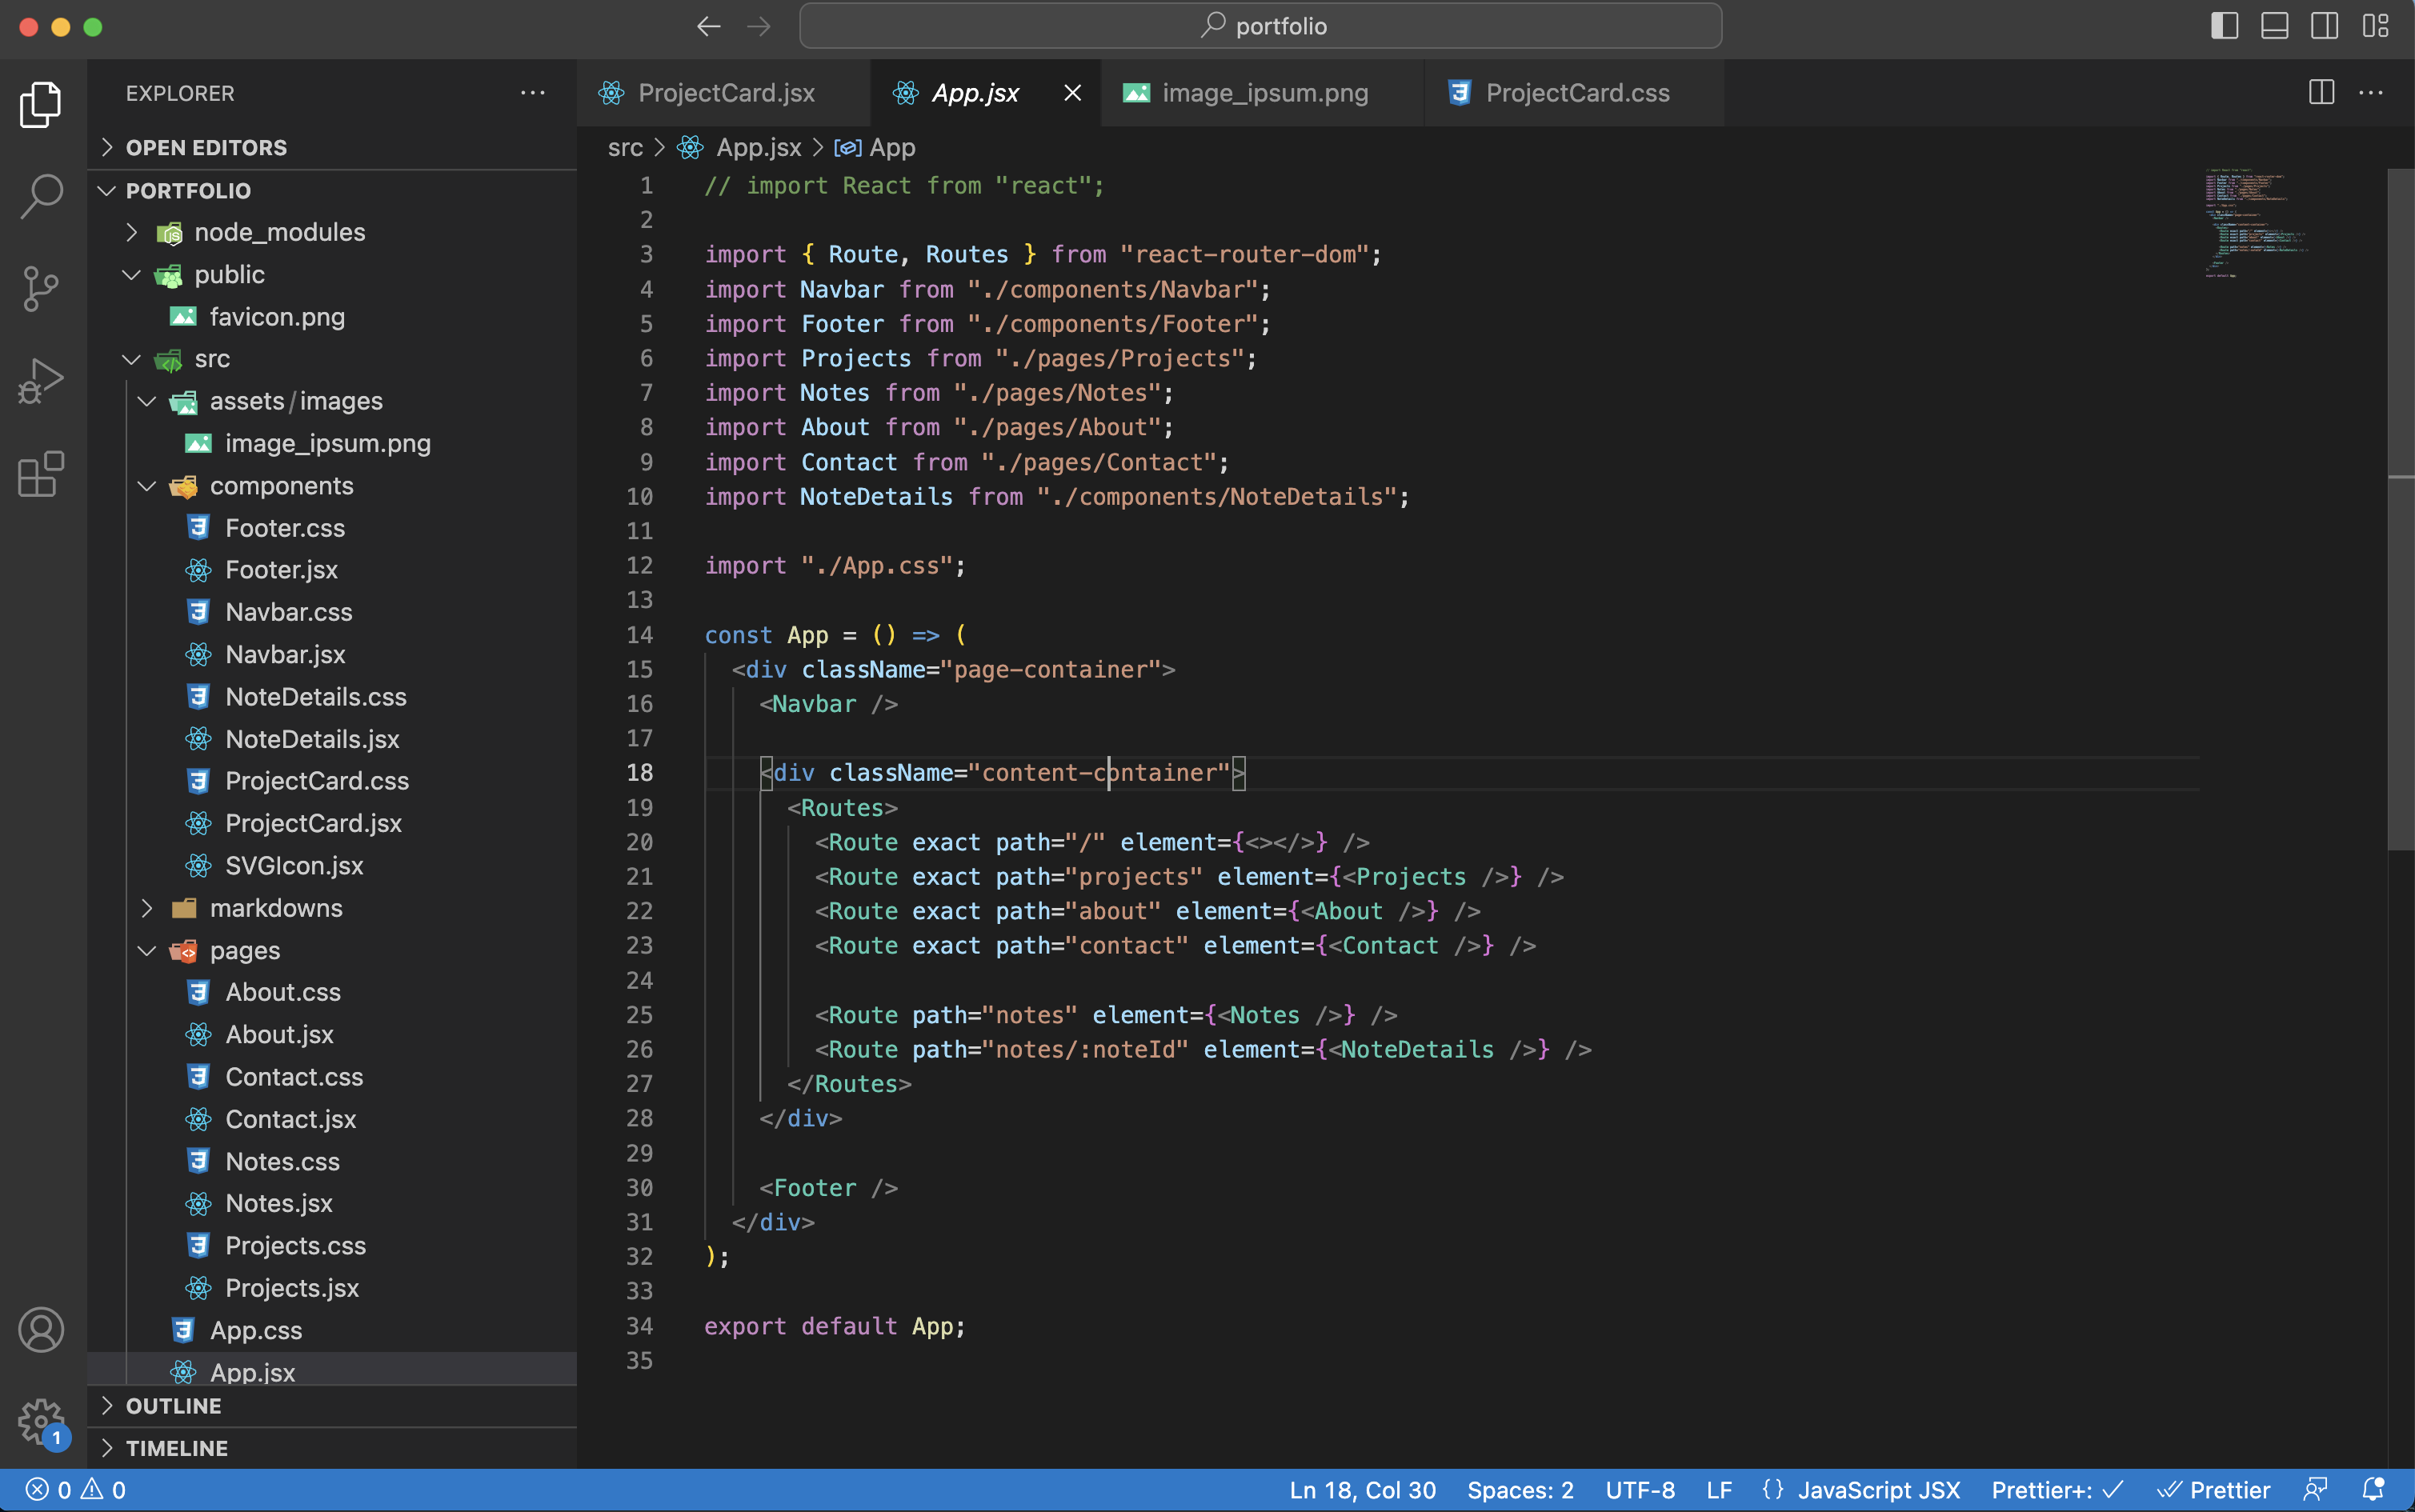 portfolio
EXPLORER
OPEN EDITORS
PORTFOLIO
node_modules
public
favicon.png
src
assets/images
image_ipsum.png
components
Footer.css
Footer.jsx
Navbar.css
Navbar.jsx
NoteDetails.css
NoteDetails.jsx
ProjectCard.css
ProjectCard.jsx
SVGIcon.jsx
markdowns
pages
About.css
About.jsx
Contact.css
Contact.jsx
Notes.css
Notes.jsx
Projects.css
Projects.jsx
App.css
App.jsx
OUTLINE
TIMELINE
1
ProjectCard.jsx App.jsx image_ipsum.png ProjectCard.css
src > App.jsx > App
1 // import React from "react";
2
3 import { Route, Routes } from "react-router-dom";
4 import Navbar from "./components/Navbar";
5 import Footer from "./components/Footer";
6 import Projects from "./pages/Projects";
7 import Notes from "./pages/Notes";
8 import About from "./pages/About";
9 import Contact from "./pages/Contact";
10 import NoteDetails from "./components/NoteDetails";
11
12 import "./App.css";
13
14 const App = () => (
15 <div className="page-container">
16 <Navbar />
17
18 <div className="content-container">
19 <Routes>
20 <Route exact path="/" element={<></>} />
21 <Route exact path="projects" element={<Projects />} />
22 <Route exact path="about" element={<About />} />
23 <Route exact path="contact" element={<Contact />} />
24
25 <Route path="notes" element={<Notes />} />
26 <Route path="notes/:noteId" element={<NoteDetails />} />
27 </Routes>
28 </div>
29
30 <Footer />
31 </div>
32 );
33
34 export default App;
35
0 0 Ln 18, Col 30 Spaces: 2 UTF-8 LF {} JavaScript JSX Prettier+: ✓ Prettier